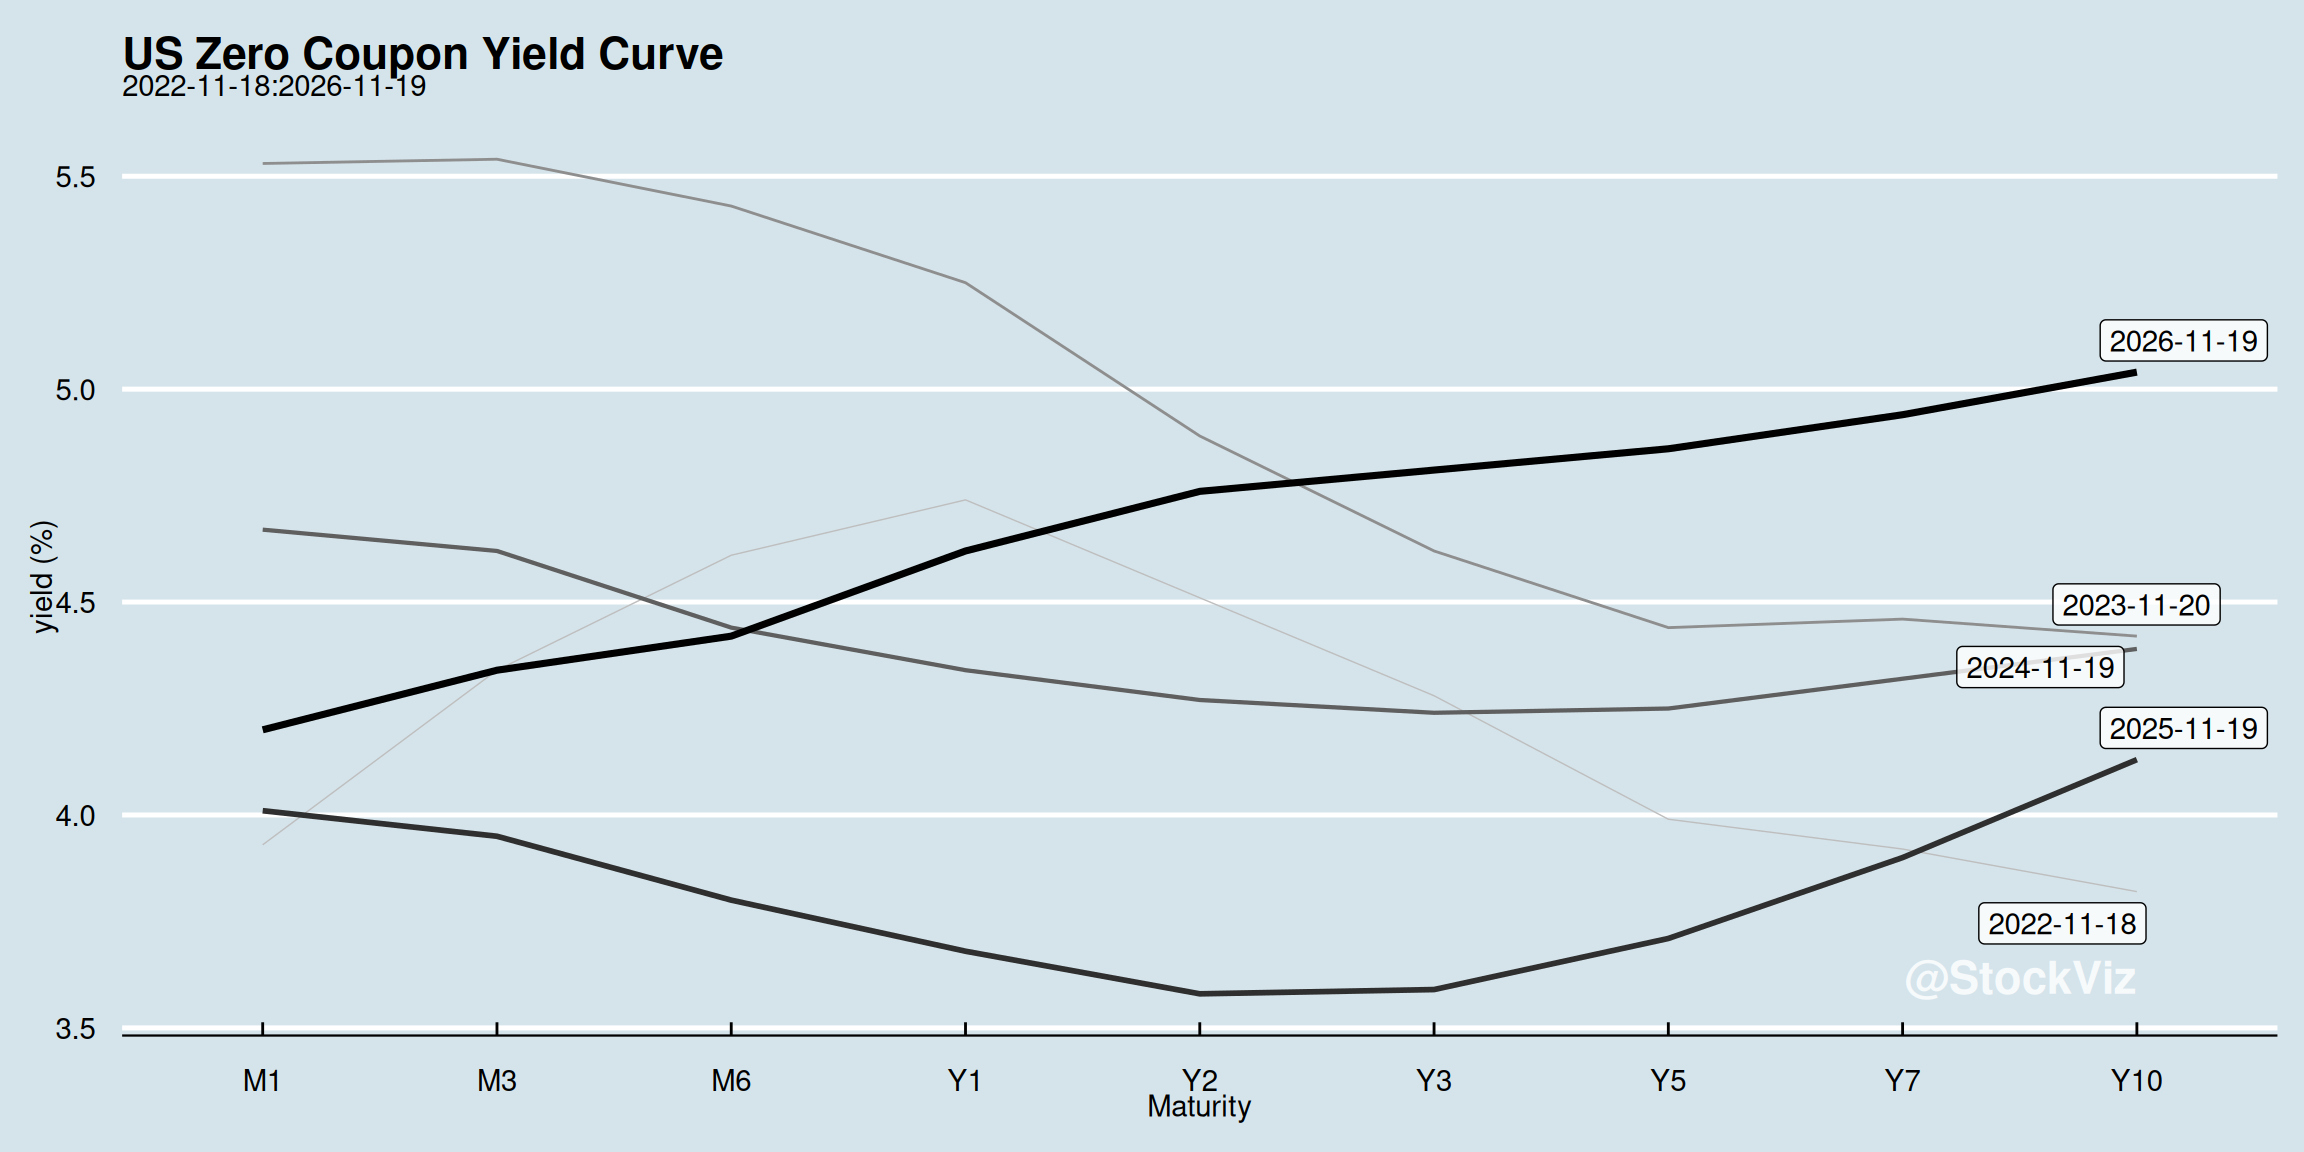 US Zero Coupon Yield Curve
2022-11-18:2026-11-19
5.5
5.0
4.5
4.0
3.5
yield (%)
2026-11-19
2023-11-20
2024-11-19
2025-11-19
2022-11-18
@StockViz
M1 M3 M6 Y1 Y2 Y3 Y5 Y7 Y10
Maturity